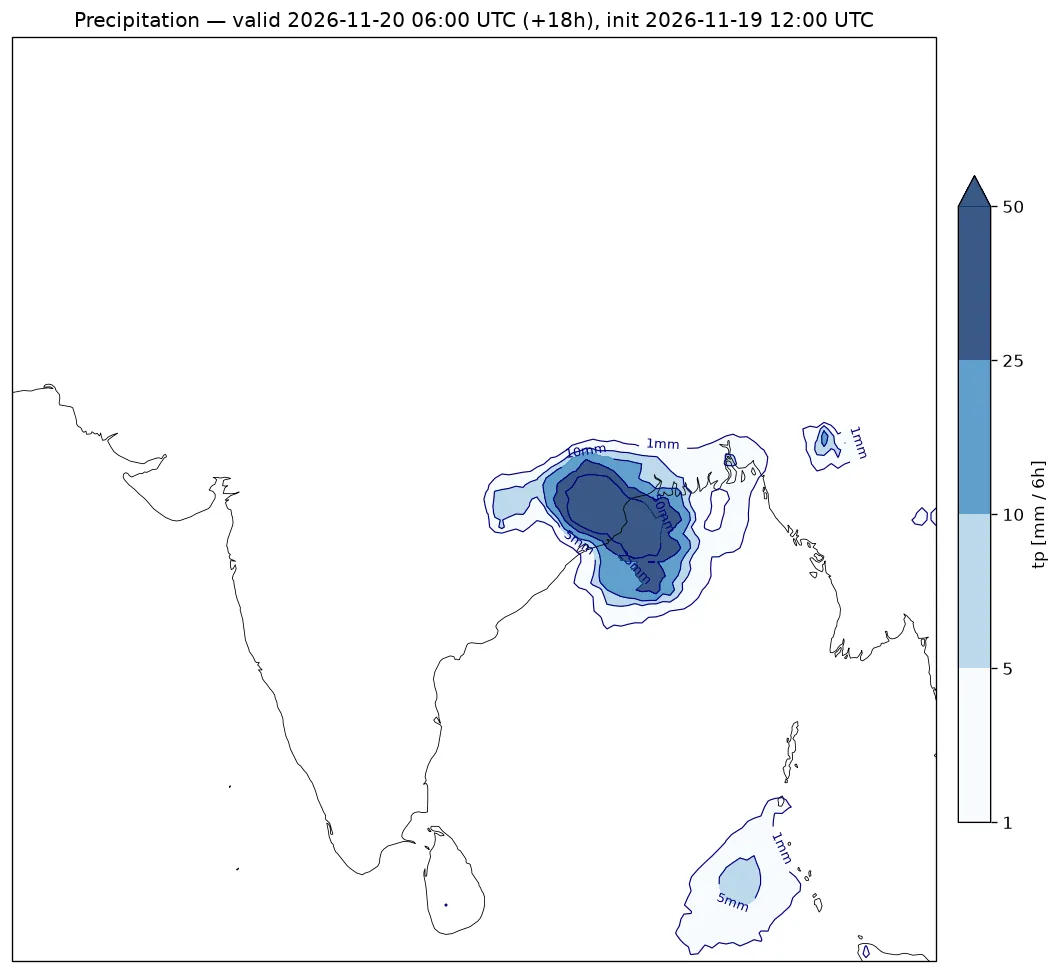 Precipitation — valid 2026-11-20 06:00 UTC (+18h), init 2026-11-19 12:00 UTC
50
25
10
5
1
tp [mm / 6h]
10mm
1mm
1mm
5mm
25mm
1mm
5mm